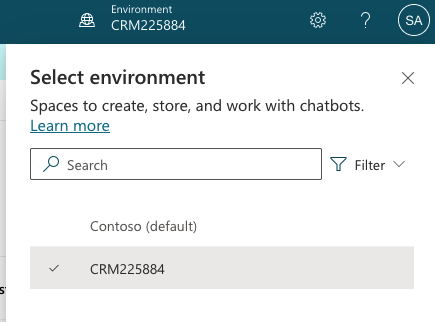 Environment
CRM225884
?
SA
Select environment
Spaces to create, store, and work with chatbots.
Learn more
Search
Filter
Contoso (default)
CRM225884